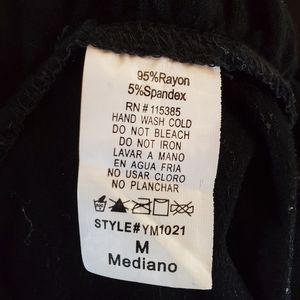 95%Rayon
5%Spandex
RN # 115385
HAND WASH COLD
DO NOT BLEACH
DO NOT IRON
LAVAR A MANO
EN AGUA FRIA
NO USAR CLORO
NO PLANCHAR
STYLE#YM1021
M
Mediano